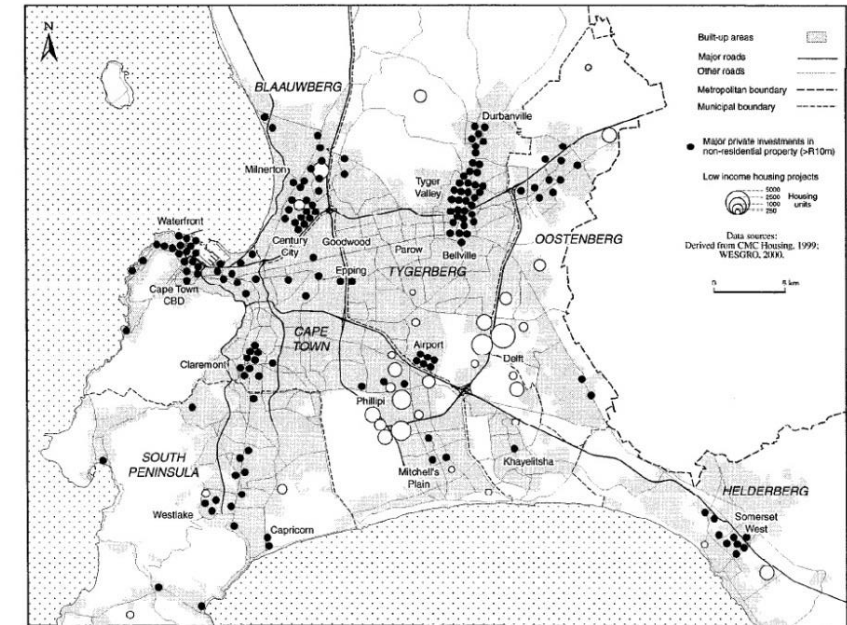 N
BLAAUWBERG
Durbanville
Milnerton
Tyger
Valley
Waterfront
Century
City
Goodwood
Parow
Bellville
OOSTENBERG
Epping
TYGERBERG
Cape Town
CBD
CAPE
TOWN
Airport
Claremont
Delft
Phillipi
SOUTH
PENINSULA
Mitchell's
Plain
Khayelitsha
HELDERBERG
Westlake
Capricorn
Somerset
West
Built-up areas
Major roads
Other roads
Metropolitan boundary
Municipal boundary
Major private investments in
non-residential property (>R10m)
Low income housing projects
5000
2500
1000
250
Housing
units
Data sources:
Derived from CMC Housing, 1999;
WESGRO, 2000.
0
5 km